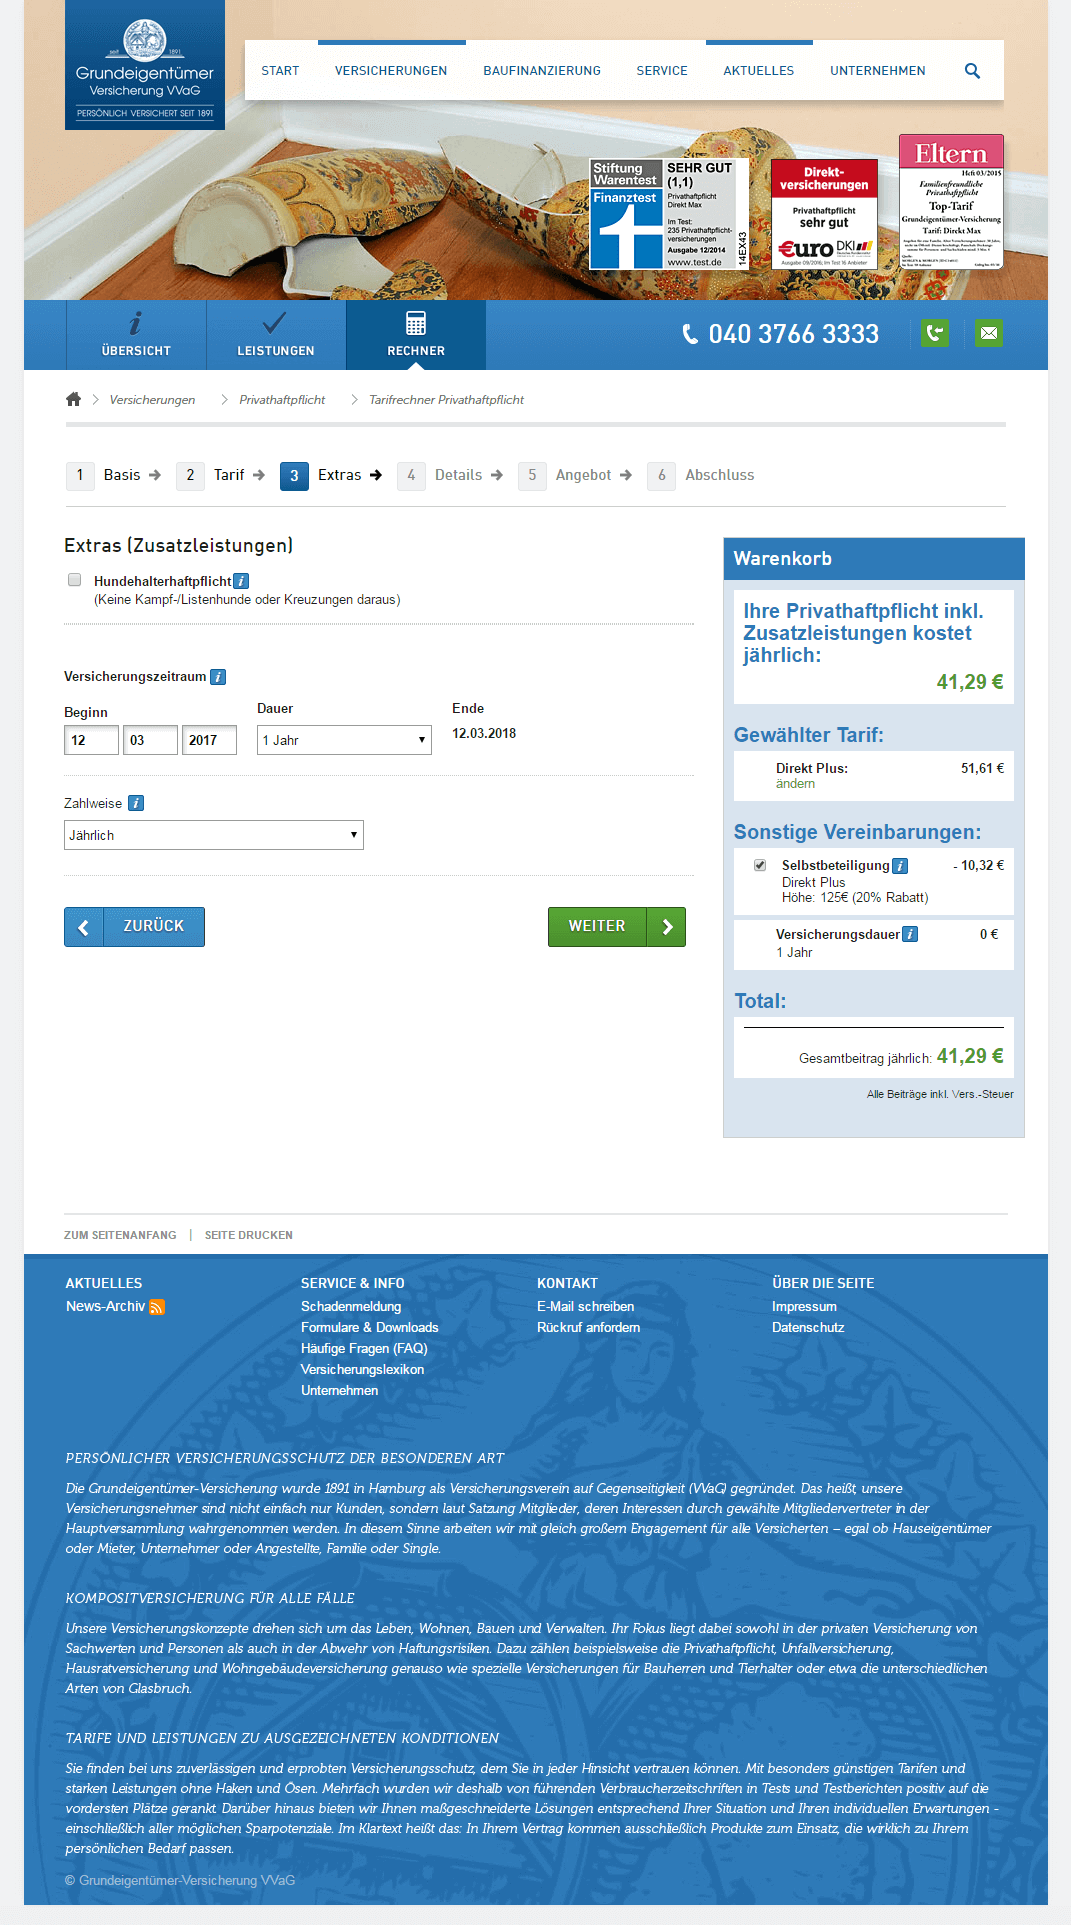 seit 1891
Grundeigentümer
Versicherung VVaG
PERSÖNLICH VERSICHERT SEIT 1891
START VERSICHERUNGEN BAUFINANZIERUNG SERVICE AKTUELLES UNTERNEHMEN
Stiftung
Warentest
Finanztest
SEHR GUT
(1,1)
Privathaftpflicht
Direkt Max
Im Test:
235 Privathaftpflicht-
versicherungen
Ausgabe 12/2014
www.test.de
14EX43
Direkt-
versicherungen
Privathaftpflicht
sehr gut
€uro DKI
Ausgabe 09/2016; Im Test 16 Anbieter
Eltern
Heft 03/2015
Familienfreundliche
Privathaftpflicht
Top-Tarif
Grundeigentümer-Versicherung
Tarif: Direkt Max
ÜBERSICHT
LEISTUNGEN
RECHNER
040 3766 3333
Versicherungen Privathaftpflicht Tarifrechner Privathaftpflicht
1 Basis 2 Tarif 3 Extras 4 Details 5 Angebot 6 Abschluss
Extras (Zusatzleistungen)
Hundehalterhaftpflicht i
(Keine Kampf-/Listenhunde oder Kreuzungen daraus)
Versicherungszeitraum i
Beginn Dauer Ende
12 03 2017 1 Jahr 12.03.2018
Zahlweise i
Jährlich
ZURÜCK WEITER
Warenkorb
Ihre Privathaftpflicht inkl.
Zusatzleistungen kostet
jährlich:
41,29 €
Gewählter Tarif:
Direkt Plus: 51,61 €
ändern
Sonstige Vereinbarungen:
Selbstbeteiligung i - 10,32 €
Direkt Plus
Höhe: 125€ (20% Rabatt)
Versicherungsdauer i 0 €
1 Jahr
Total:
Gesamtbeitrag jährlich: 41,29 €
Alle Beiträge inkl. Vers.-Steuer
ZUM SEITENANFANG | SEITE DRUCKEN
AKTUELLES
News-Archiv
SERVICE & INFO
Schadenmeldung
Formulare & Downloads
Häufige Fragen (FAQ)
Versicherungslexikon
Unternehmen
KONTAKT
E-Mail schreiben
Rückruf anfordern
ÜBER DIE SEITE
Impressum
Datenschutz
PERSÖNLICHER VERSICHERUNGSSCHUTZ DER BESONDEREN ART
Die Grundeigentümer-Versicherung wurde 1891 in Hamburg als Versicherungsverein auf Gegenseitigkeit (VVaG) gegründet. Das heißt, unsere
Versicherungsnehmer sind nicht einfach nur Kunden, sondern laut Satzung Mitglieder, deren Interessen durch gewählte Mitgliedervertreter in der
Hauptversammlung wahrgenommen werden. In diesem Sinne arbeiten wir mit gleich großem Engagement für alle Versicherten – egal ob Hauseigentümer
oder Mieter, Unternehmer oder Angestellte, Familie oder Single.
KOMPOSITVERSICHERUNG FÜR ALLE FÄLLE
Unsere Versicherungskonzepte drehen sich um das Leben, Wohnen, Bauen und Verwalten. Ihr Fokus liegt dabei sowohl in der privaten Versicherung von
Sachwerten und Personen als auch in der Abwehr von Haftungsrisiken. Dazu zählen beispielsweise die Privathaftpflicht, Unfallversicherung,
Hausratversicherung und Wohngebäudeversicherung genauso wie spezielle Versicherungen für Bauherren und Tierhalter oder etwa die unterschiedlichen
Arten von Glasbruch.
TARIFE UND LEISTUNGEN ZU AUSGEZEICHNETEN KONDITIONEN
Sie finden bei uns zuverlässigen und erprobten Versicherungsschutz, dem Sie in jeder Hinsicht vertrauen können. Mit besonders günstigen Tarifen und
starken Leistungen ohne Haken und Ösen. Mehrfach wurden wir deshalb von führenden Verbraucherzeitschriften in Tests und Testberichten positiv auf die
vordersten Plätze gerankt. Darüber hinaus bieten wir Ihnen maßgeschneiderte Lösungen entsprechend Ihrer Situation und Ihren individuellen Erwartungen -
einschließlich aller möglichen Sparpotenziale. Im Klartext heißt das: In Ihrem Vertrag kommen ausschließlich Produkte zum Einsatz, die wirklich zu Ihrem
persönlichen Bedarf passen.
© Grundeigentümer-Versicherung VVaG